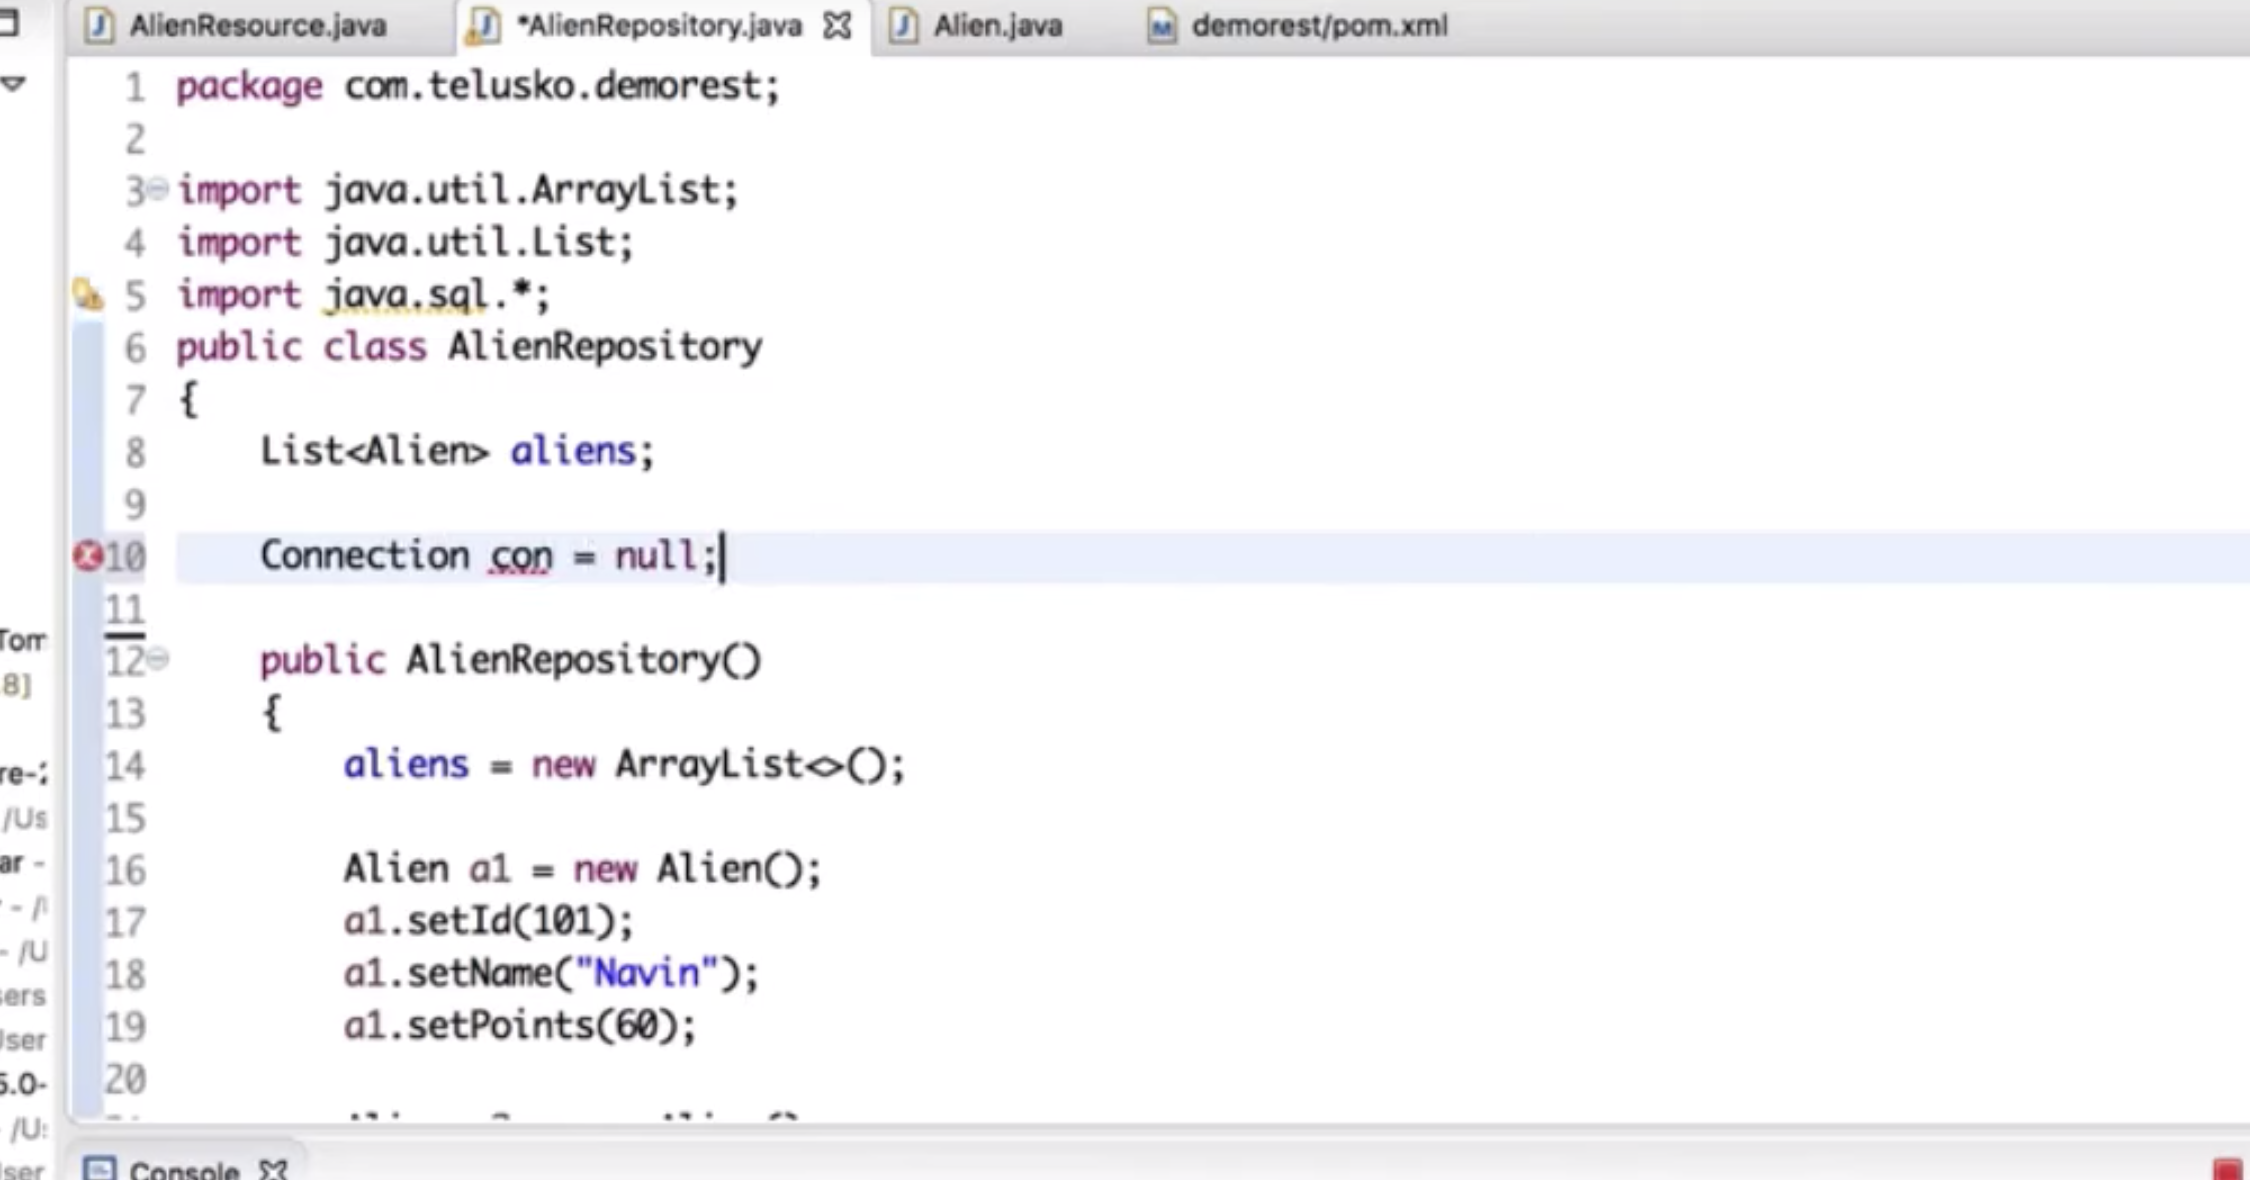 AlienResource.java
*AlienRepository.java
Alien.java
demorest/pom.xml
1 package com.telusko.demorest;
2
3 import java.util.ArrayList;
4 import java.util.List;
5 import java.sql.*;
6 public class AlienRepository
7 {
8 List<Alien> aliens;
9
10 Connection con = null;
11
12 public AlienRepository()
13 {
14 aliens = new ArrayList<>();
15
16 Alien a1 = new Alien();
17 a1.setId(101);
18 a1.setName("Navin");
19 a1.setPoints(60);
20
Console